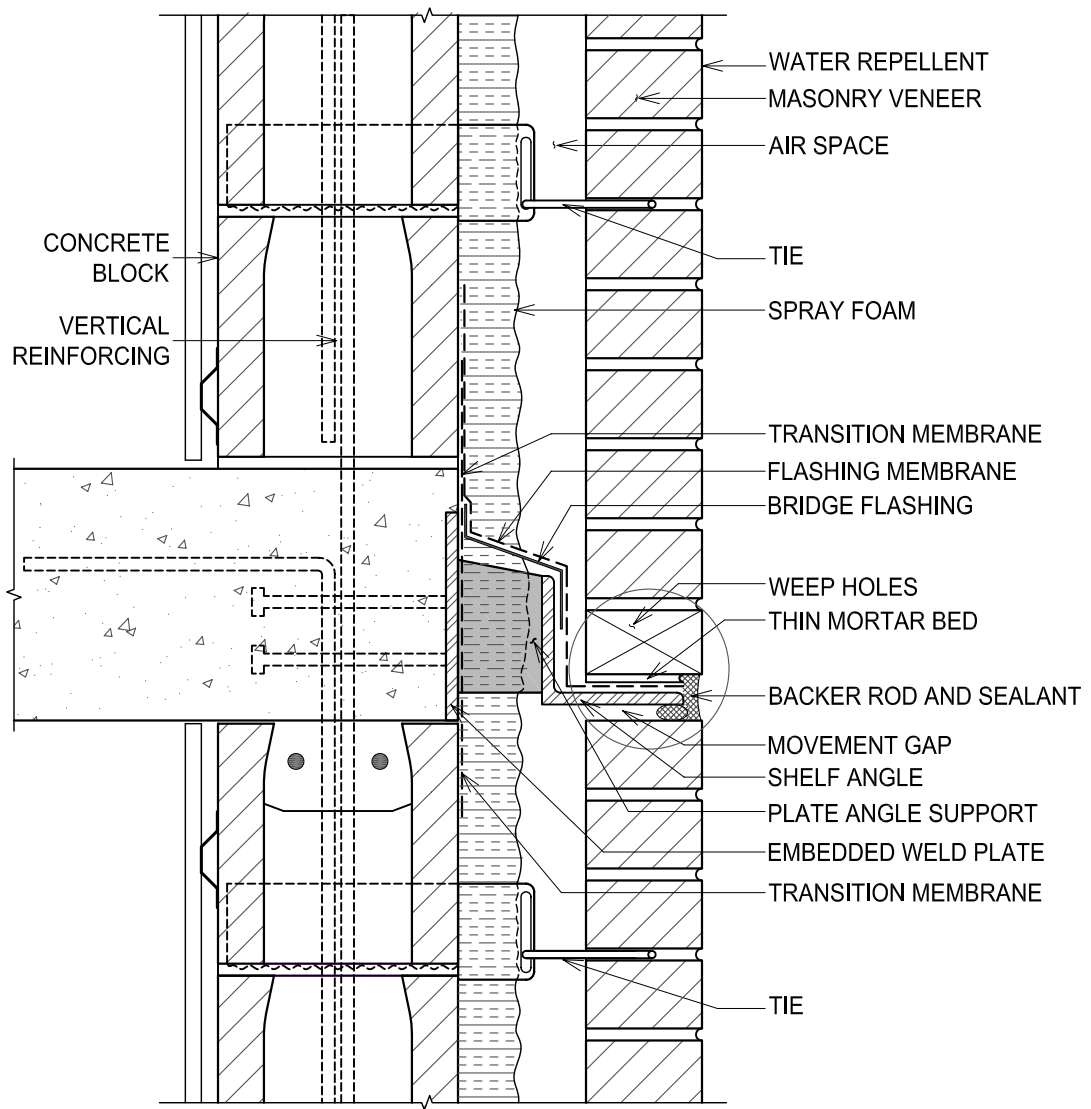 WATER REPELLENT
MASONRY VENEER
AIR SPACE
CONCRETE
BLOCK
TIE
SPRAY FOAM
VERTICAL
REINFORCING
TRANSITION MEMBRANE
FLASHING MEMBRANE
BRIDGE FLASHING
WEEP HOLES
THIN MORTAR BED
BACKER ROD AND SEALANT
MOVEMENT GAP
SHELF ANGLE
PLATE ANGLE SUPPORT
EMBEDDED WELD PLATE
TRANSITION MEMBRANE
TIE